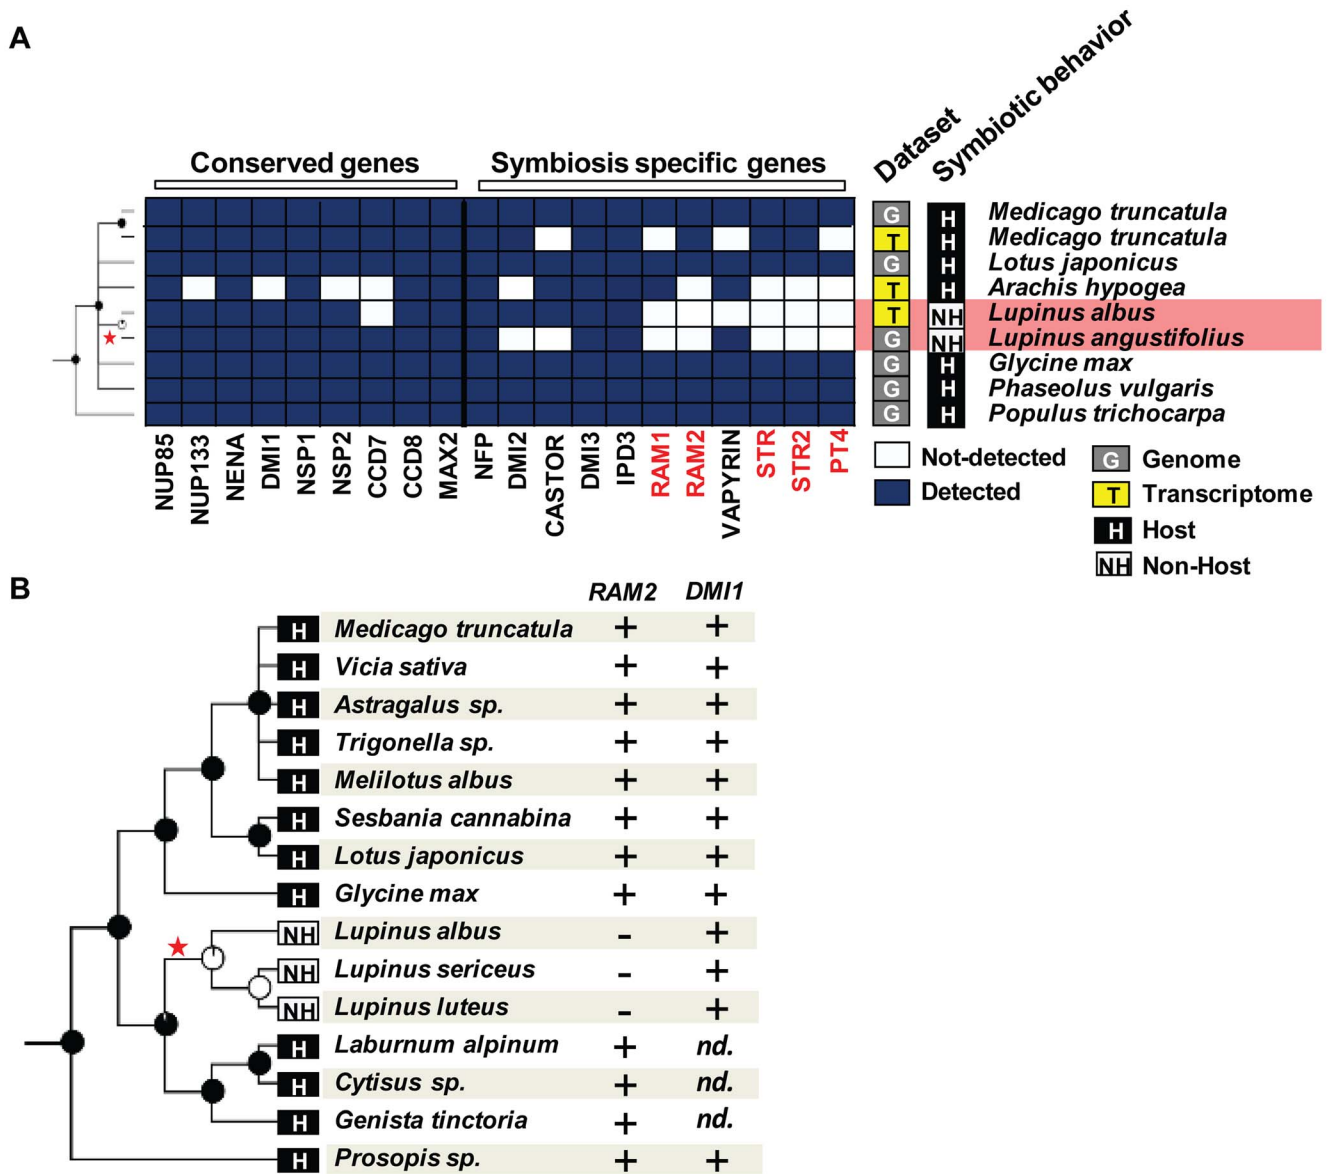 A
Dataset
Symbiotic behavior
Conserved genes
Symbiosis specific genes
G H Medicago truncatula
T H Medicago truncatula
G H Lotus japonicus
T H Arachis hypogea
T NH Lupinus albus
G NH Lupinus angustifolius
G H Glycine max
G H Phaseolus vulgaris
G H Populus trichocarpa
NUP85
NUP133
NENA
DMI1
NSP1
NSP2
CCD7
CCD8
MAX2
NFP
DMI2
CASTOR
DMI3
IPD3
RAM1
RAM2
VAPYRIN
STR
STR2
PT4
Not-detected
Detected
G Genome
T Transcriptome
H Host
NH Non-Host
B
RAM2 DMI1
H Medicago truncatula + +
H Vicia sativa + +
H Astragalus sp. + +
H Trigonella sp. + +
H Melilotus albus + +
H Sesbania cannabina + +
H Lotus japonicus + +
H Glycine max + +
NH Lupinus albus - +
NH Lupinus sericeus - +
NH Lupinus luteus - +
H Laburnum alpinum + nd.
H Cytisus sp. + nd.
H Genista tinctoria + nd.
H Prosopis sp. + +